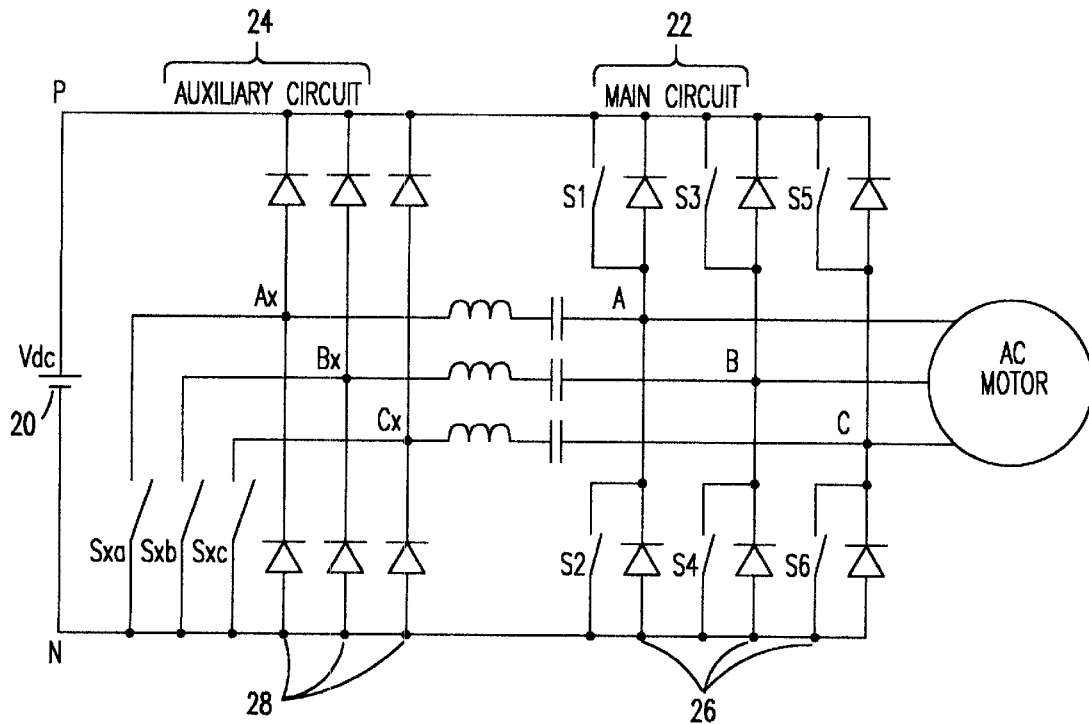 24
22
AUXILIARY CIRCUIT
MAIN CIRCUIT
P
S1
S3
S5
Ax
A
Vdc
Bx
B
AC
MOTOR
20
Cx
C
Sxa
Sxb
Sxc
S2
S4
S6
N
28
26